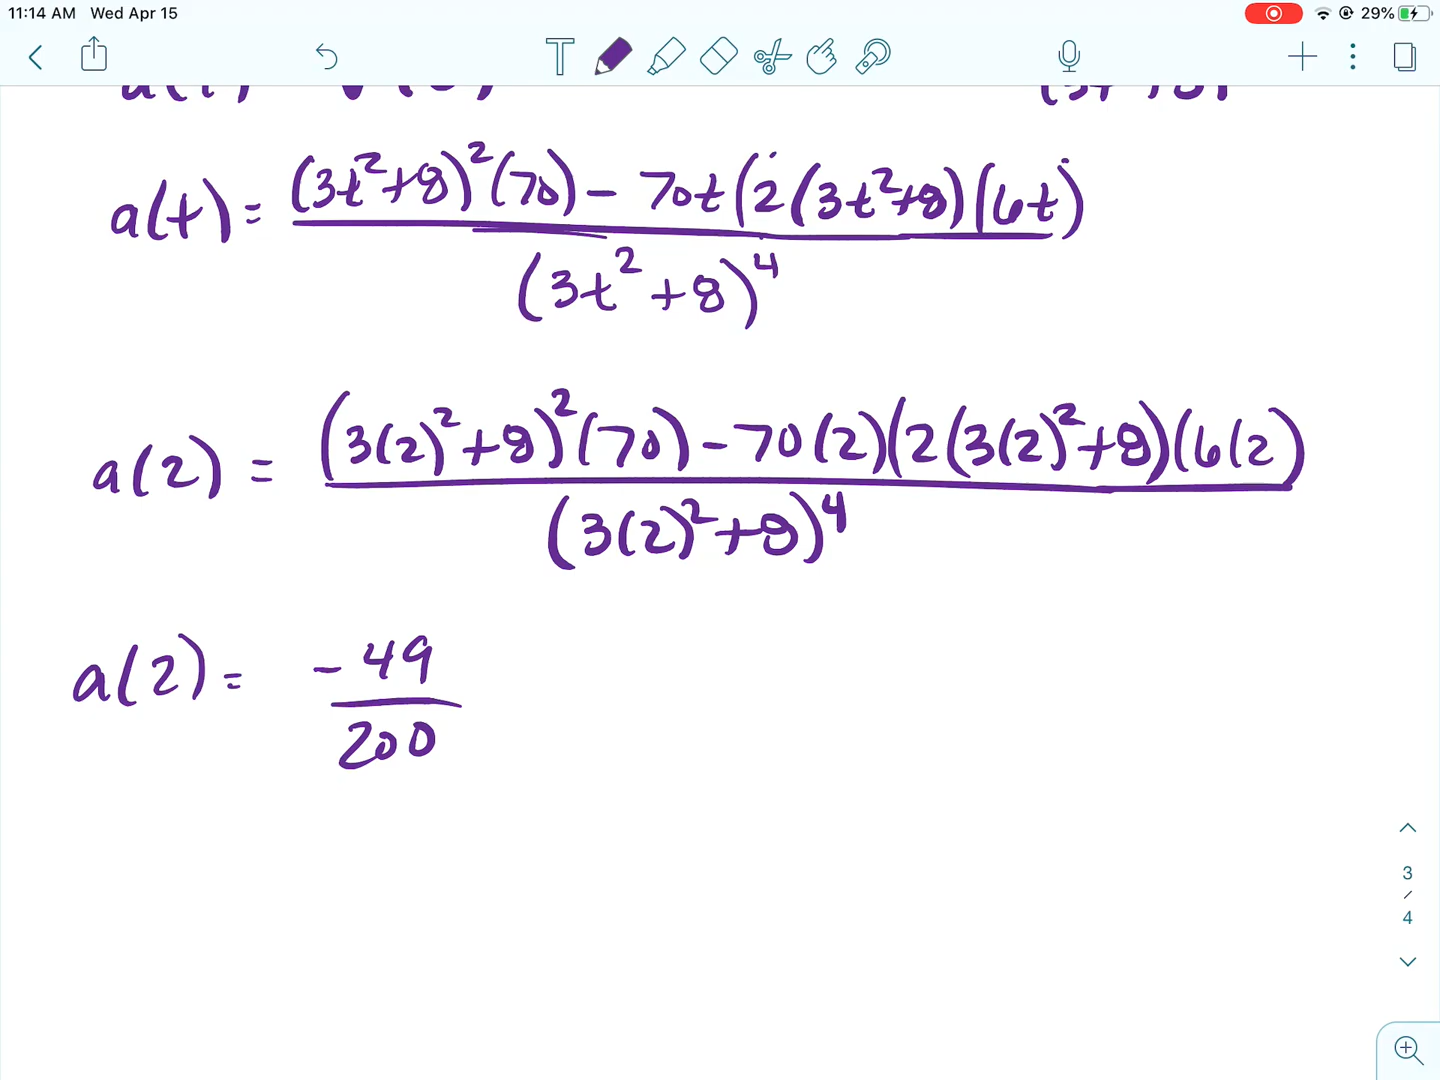 11:14 AM Wed Apr 15 29%
T
a(t) = ((3t²+8)²(70) - 70t(2(3t²+8)(6t)) / (3t²+8)⁴
a(2) = ((3(2)²+8)²(70) - 70(2)(2(3(2)²+8)(6(2)) / (3(2)²+8)⁴
a(2) = -49/200
3
/
4